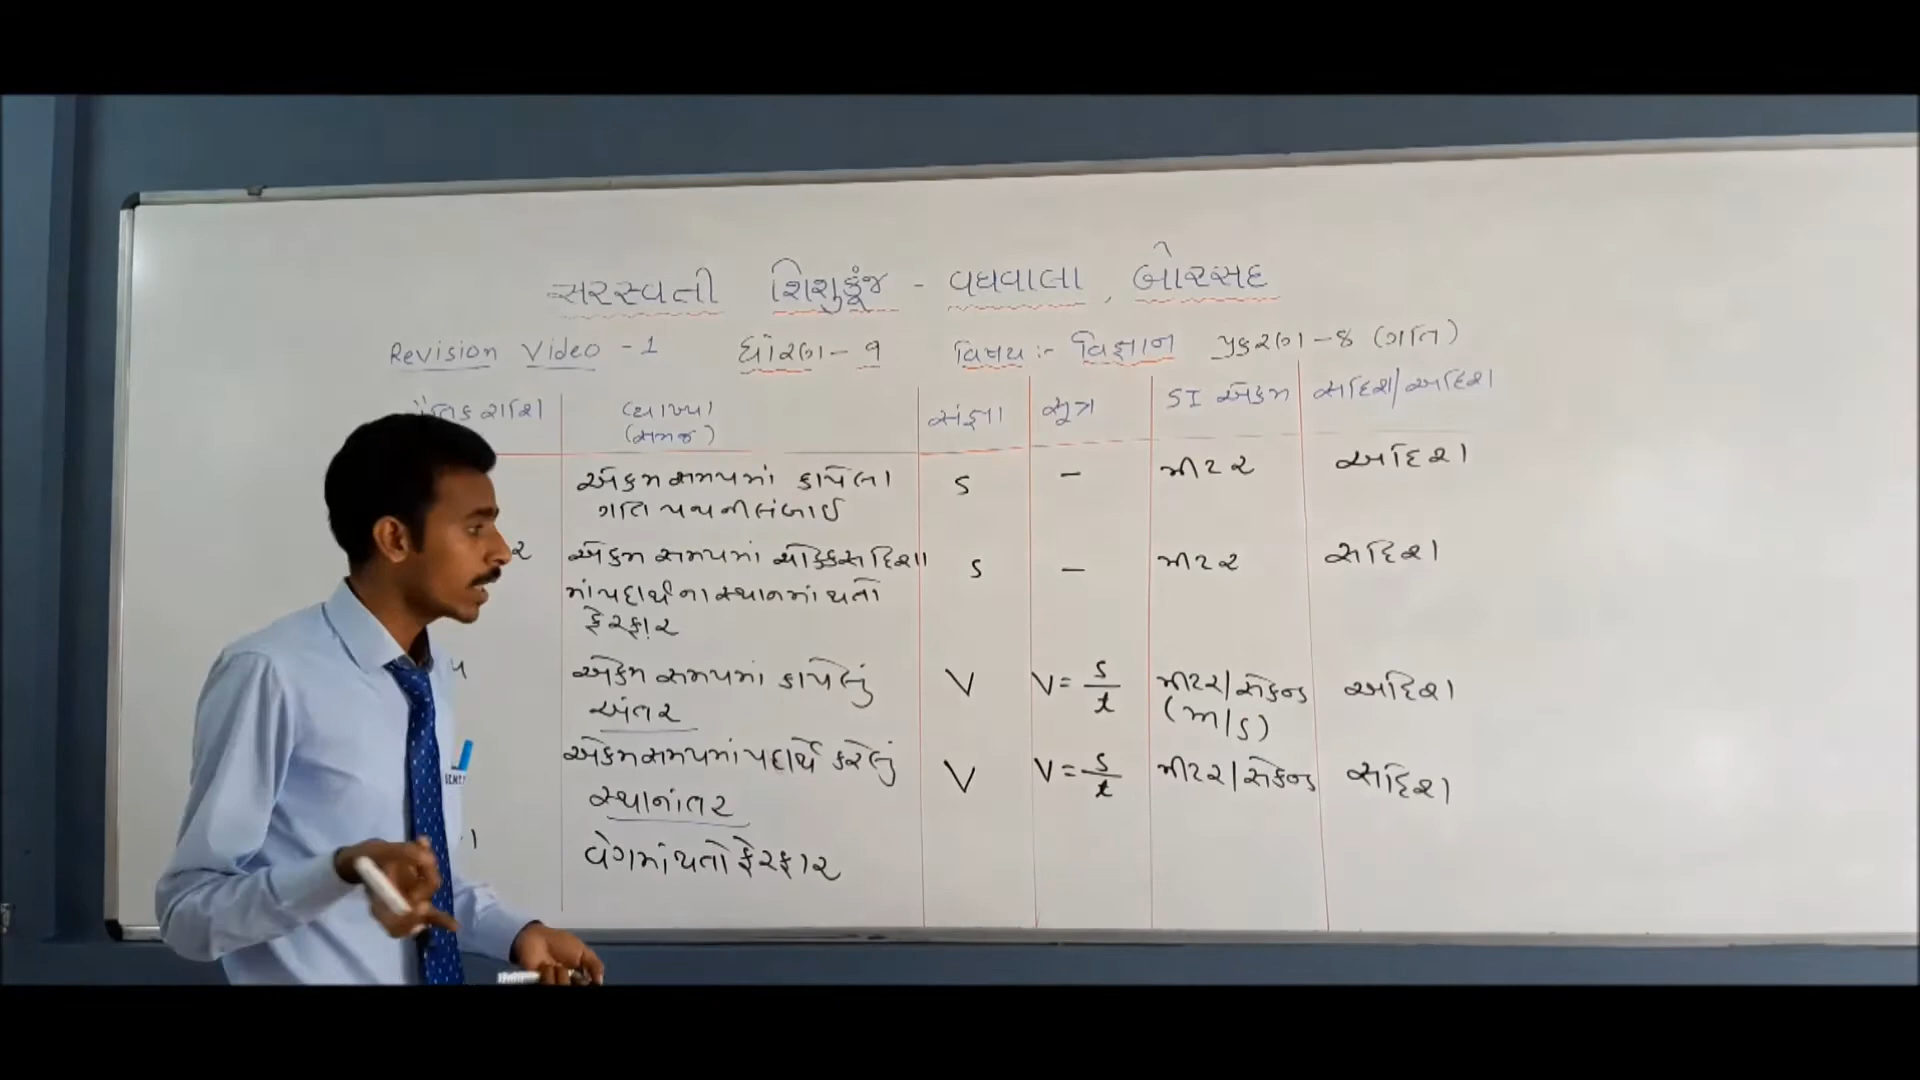 સરસ્વતી શિશુકુંજ - વઘવાલા, બોરસદ
Revision Video - 1 ધોરણ - 9 વિષય :- વિજ્ઞાન પ્રકરણ - 8 (ગતિ)
રાશિ વ્યાખ્યા (સમજ) સંજ્ઞા સૂત્ર SI એકમ સદિશ/અદિશ
એકમ સમયમાં કાપેલા ગતિ પથની લંબાઈ S - મીટર અદિશ
ર એકમ સમયમાં ચોક્કસ દિશામાં પદાર્થના સ્થાનમાં થતો ફેરફાર S - મીટર સદિશ
એકમ સમયમાં કાપેલું અંતર V V = S/t મીટર/સેકન્ડ (m/s) અદિશ
એકમ સમયમાં પદાર્થે કરેલું સ્થાનાંતર V V = S/t મીટર/સેકન્ડ સદિશ
વેગમાં થતો ફેરફાર